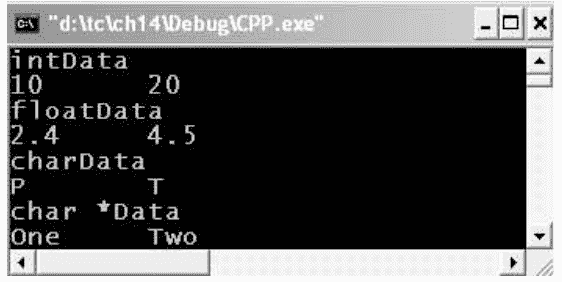 "d:\tc\ch14\Debug\CPP.exe"
intData
10 20
floatData
2.4 4.5
charData
P T
char *Data
One Two